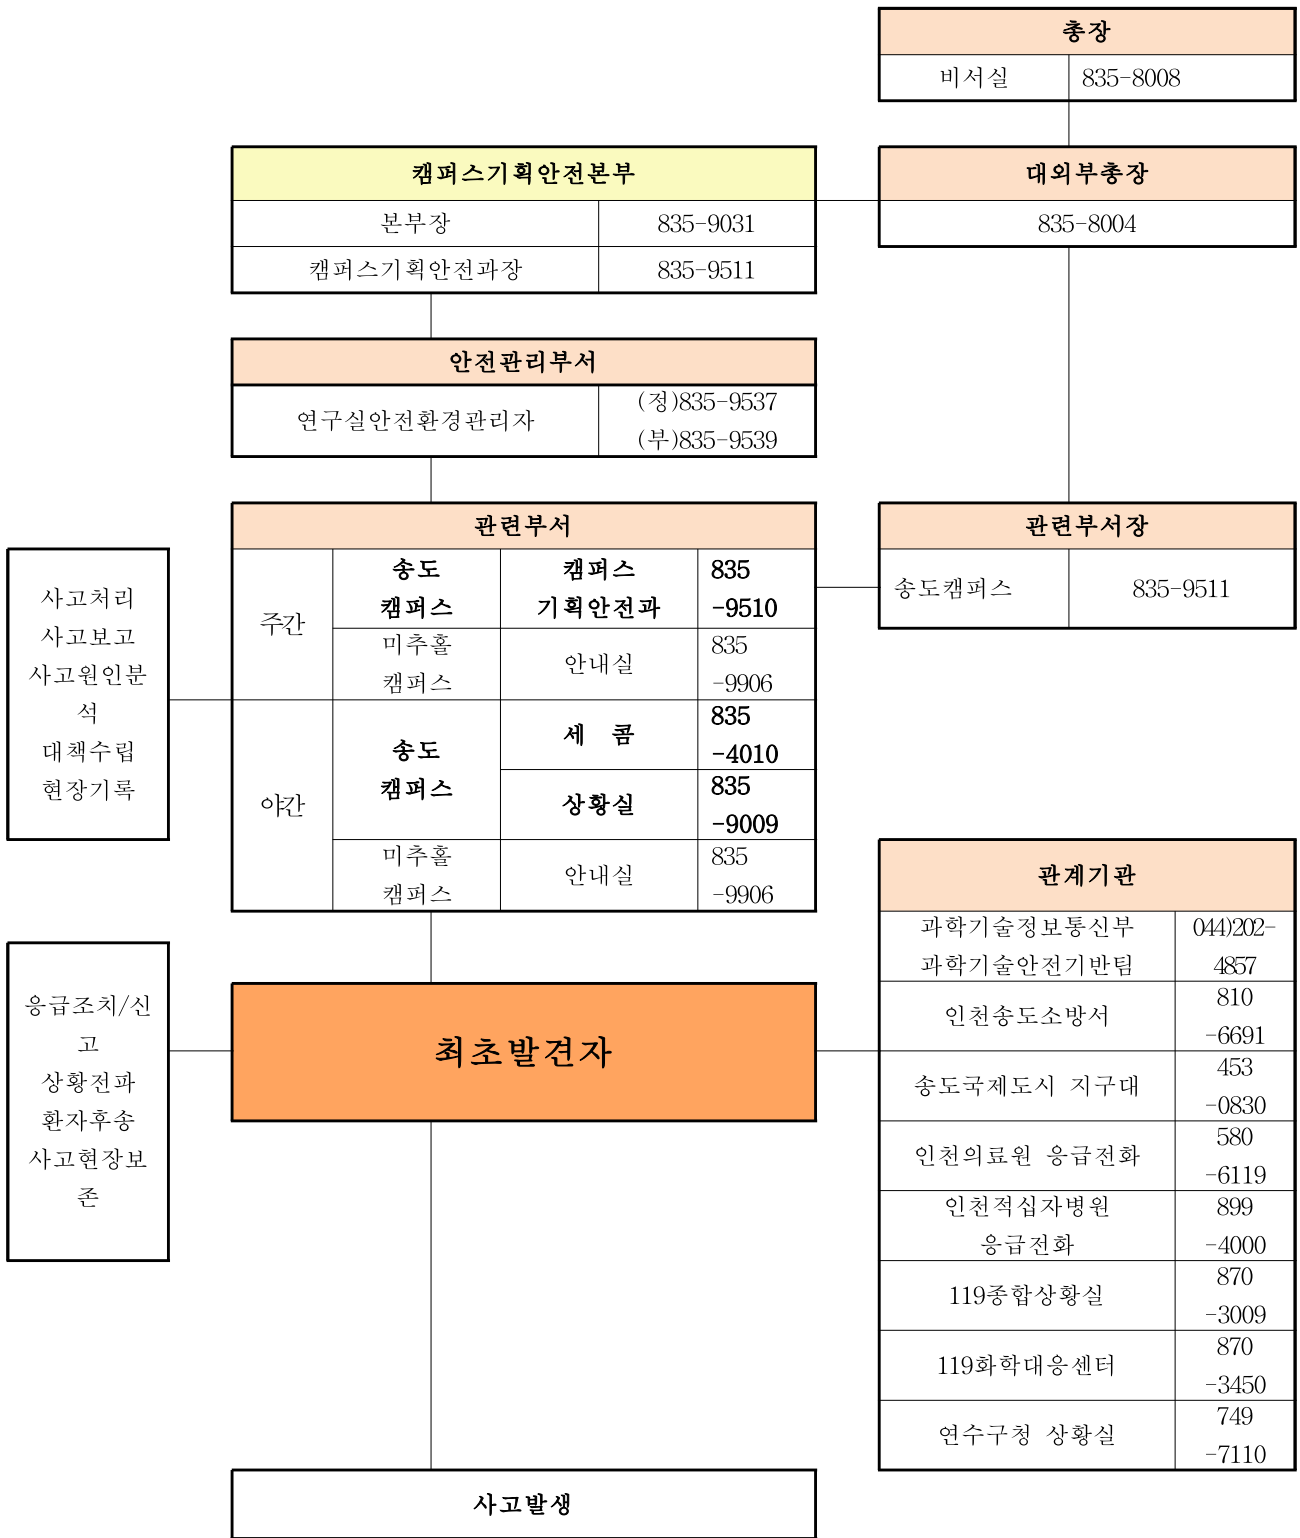 총장
비서실 835-8008
캠퍼스기획안전본부
본부장 835-9031
캠퍼스기획안전과장 835-9511
대외부총장
835-8004
안전관리부서
연구실안전환경관리자
(정)835-9537
(부)835-9539
관련부서
주간
송도
캠퍼스
캠퍼스
기획안전과
835
-9510
미추홀
캠퍼스
안내실
835
-9906
야간
송도
캠퍼스
세 콤
835
-4010
상황실
835
-9009
미추홀
캠퍼스
안내실
835
-9906
관련부서장
송도캠퍼스 835-9511
사고처리
사고보고
사고원인분
석
대책수립
현장기록
응급조치/신
고
상황전파
환자후송
사고현장보
존
최초발견자
관계기관
과학기술정보통신부
과학기술안전기반팀
044)202-
4857
인천송도소방서
810
-6691
송도국제도시 지구대
453
-0830
인천의료원 응급전화
580
-6119
인천적십자병원
응급전화
899
-4000
119종합상황실
870
-3009
119화학대응센터
870
-3450
연수구청 상황실
749
-7110
사고발생